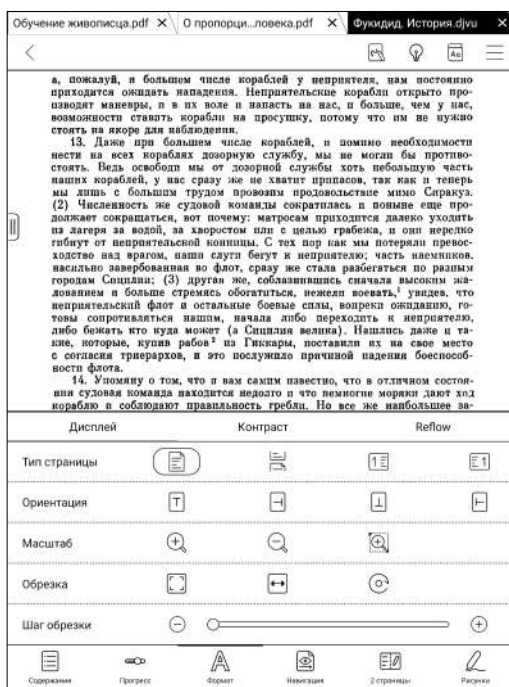 Обучение живописца.pdf × О пропорци...ловека.pdf × Фукидид. История.djvu ×
а, пожалуй, и большем числе кораблей у неприятеля, нам постоянно
приходится ожидать нападения. Неприятельские корабли открыто про-
изводят маневры, и в их воле и напасть на нас, и больше, чем у нас,
возможности ставить корабли на просушку, потому что им не нужно
стоять на якоре для наблюдения.
13. Даже при большем числе кораблей, и помимо необходимости
нести на всех кораблях дозорную службу, мы не могли бы противо-
стоять. Ведь освободи мы от дозорной службы хоть небольшую часть
наших кораблей, у нас сразу же не хватит припасов, так как и теперь
мы лишь с большим трудом провозим продовольствие мимо Сиракуз.
(2) Численность же судовой команды сократилась и поныне еще про-
должает сокращаться, вот почему: матросам приходится далеко уходить
из лагеря за водой, за хворостом или с целью грабежа, и они нередко
гибнут от неприятельской конницы. С тех пор как мы потеряли превос-
ходство над врагом, наши слуги бегут к неприятелю; часть наемников,
насильно завербованная во флот, сразу же стала разбегаться по разным
городам Сицилии; (3) другая же, соблазнившись сначала высоким жа-
лованием и больше стремясь обогатиться, нежели воевать,¹ увидев, что
неприятельский флот и остальные боевые силы, вопреки ожиданию, го-
товы сопротивляться нашим, начала либо переходить к неприятелю,
либо бежать кто куда может (а Сицилия велика). Нашлись даже и та-
кие, которые, купив рабов² из Гиккары, поставили их на свое место
с согласия триерархов, и это послужило причиной падения боеспособ-
ности флота.
14. Упомяну о том, что и вам самим известно, что в отличном состоя-
нии судовая команда находится недолго и что немногие моряки дают ход
кораблю и соблюдают правильность гребли. Но все же наибольшее за-
Дисплей Контраст Reflow
Тип страницы 1 1
Ориентация
Масштаб
Обрезка
Шаг обрезки
Содержание Прогресс Формат Навигация 2 страницы Рисунки